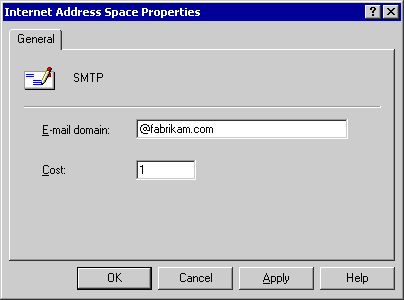 Internet Address Space Properties
General
SMTP
E-mail domain: @fabrikam.com
Cost: 1
OK Cancel Apply Help